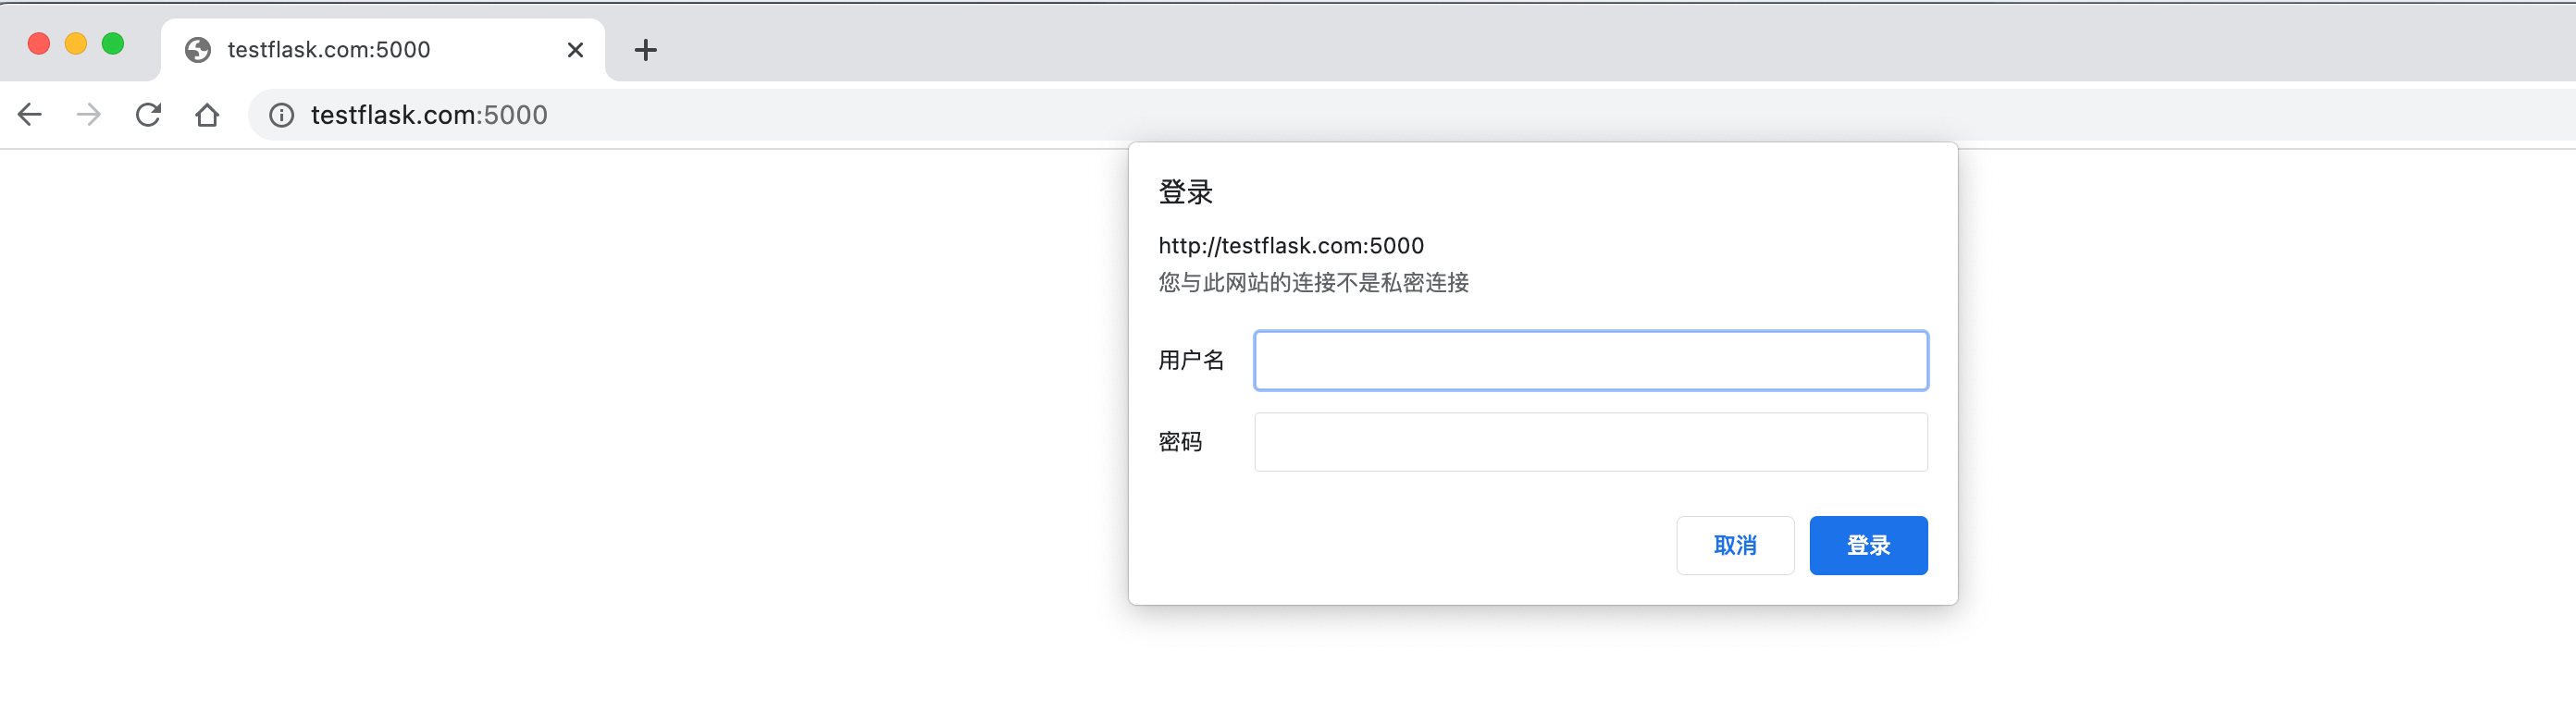 testflask.com:5000
testflask.com:5000
登录
http://testflask.com:5000
您与此网站的连接不是私密连接
用户名
密码
取消 登录